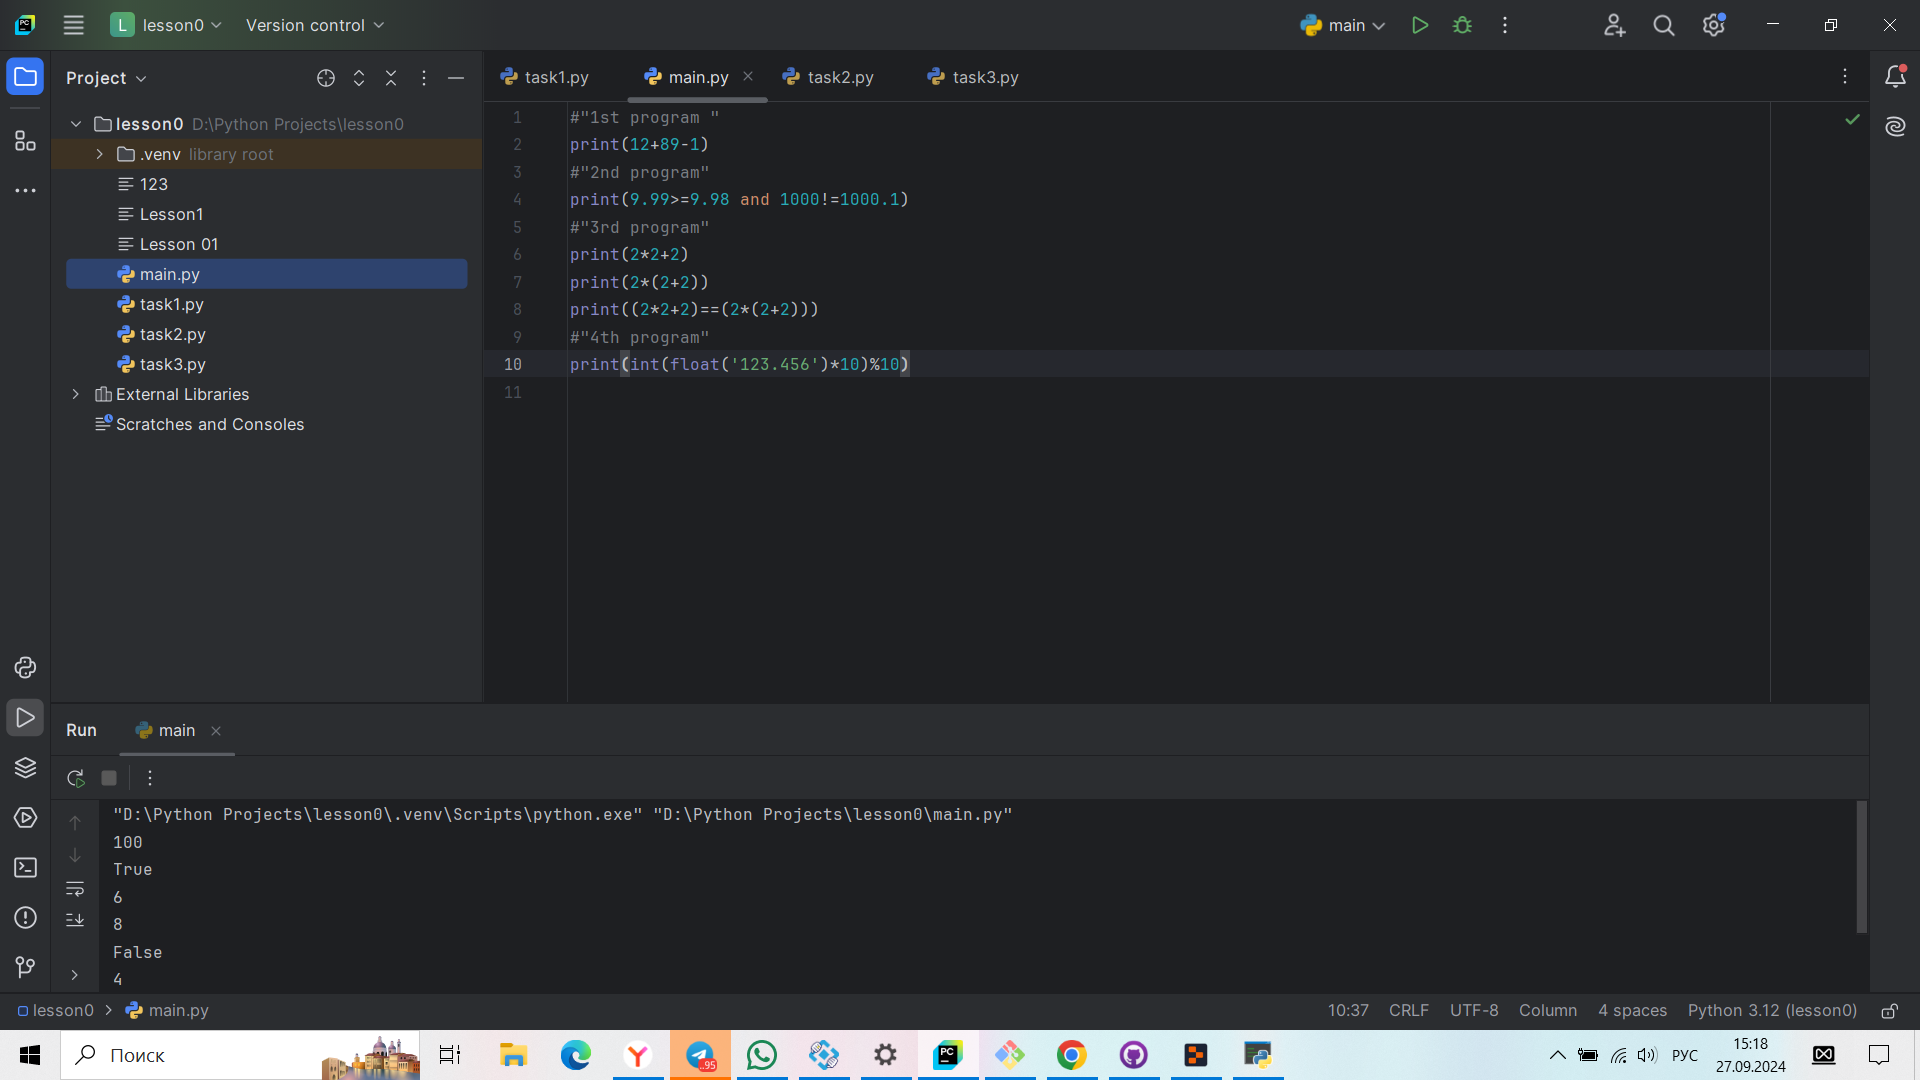 L lesson0 Version control main
Project
task1.py main.py task2.py task3.py
lesson0 D:\Python Projects\lesson0
.venv library root
123
Lesson1
Lesson 01
main.py
task1.py
task2.py
task3.py
External Libraries
Scratches and Consoles
1 #"1st program "
2 print(12+89-1)
3 #"2nd program"
4 print(9.99>=9.98 and 1000!=1000.1)
5 #"3rd program"
6 print(2*2+2)
7 print(2*(2+2))
8 print((2*2+2)==(2*(2+2)))
9 #"4th program"
10 print(int(float('123.456')*10)%10)
11
Run main
"D:\Python Projects\lesson0\.venv\Scripts\python.exe" "D:\Python Projects\lesson0\main.py"
100
True
6
8
False
4
lesson0 main.py 10:37 CRLF UTF-8 Column 4 spaces Python 3.12 (lesson0)
Поиск
..95
PC
РУС
15:18
27.09.2024